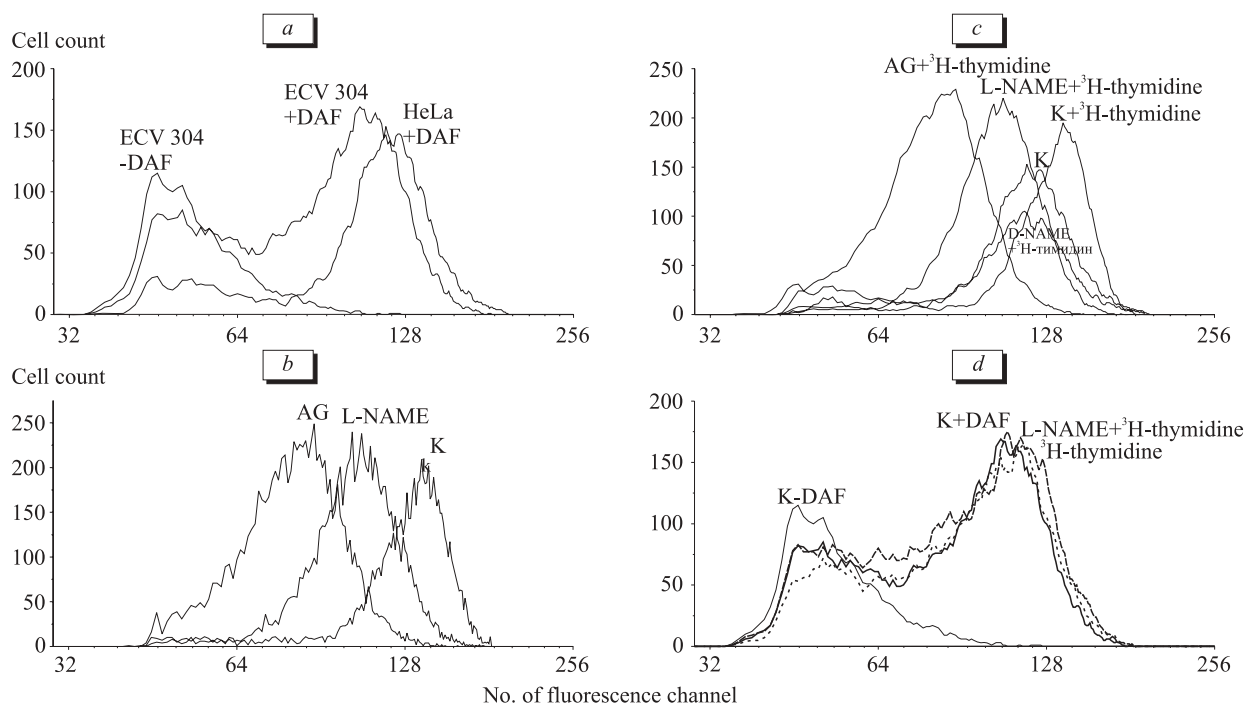 a
Cell count
200
150
100
50
0
32 64 128 256
ECV 304
-DAF
ECV 304
+DAF
HeLa
+DAF
b
Cell count
250
200
150
100
50
0
32 64 128 256
AG
L-NAME
K
K
c
250
200
150
100
50
0
32 64 128 256
AG+³H-thymidine
L-NAME+³H-thymidine
K+³H-thymidine
K
D-NAME
+³H-тимидин
d
200
150
100
50
0
32 64 128 256
K-DAF
K+DAF
L-NAME+³H-thymidine
³H-thymidine
No. of fluorescence channel